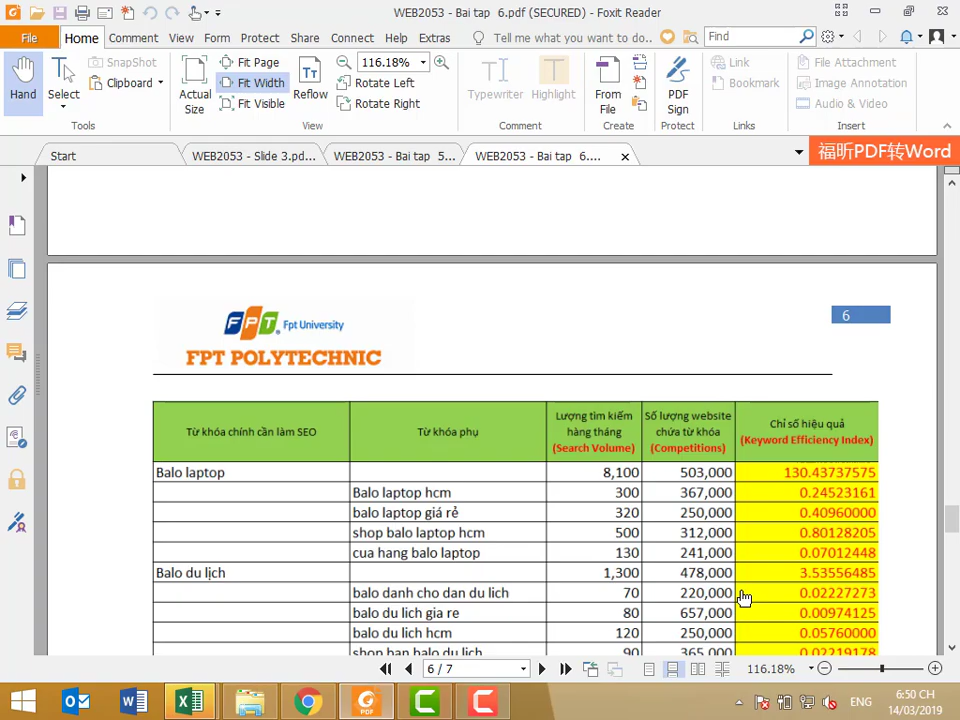 WEB2053 - Bai tap 6.pdf (SECURED) - Foxit Reader
File Home Comment View Form Protect Share Connect Help Extras Tell me what you want to do... Find
Hand
Select
SnapShot
Clipboard
Tools
Actual Size
Fit Page
Fit Width
Fit Visible
Reflow
116.18%
Rotate Left
Rotate Right
View
Typewriter
Highlight
Comment
From File
Create
PDF Sign
Protect
Link
Bookmark
Links
File Attachment
Image Annotation
Audio & Video
Insert
Start
WEB2053 - Slide 3.pd...
WEB2053 - Bai tap 5...
WEB2053 - Bai tap 6....
福昕PDF转Word
FPT Fpt University
FPT POLYTECHNIC
6
Từ khóa chính cần làm SEO
Từ khóa phụ
Lượng tìm kiếm
hàng tháng
(Search Volume)
Số lượng website
chứa từ khóa
(Competitions)
Chỉ số hiệu quả
(Keyword Efficiency Index)
Balo laptop 8,100 503,000 130.43737575
Balo laptop hcm 300 367,000 0.24523161
balo laptop giá rẻ 320 250,000 0.40960000
shop balo laptop hcm 500 312,000 0.80128205
cua hang balo laptop 130 241,000 0.07012448
Balo du lịch 1,300 478,000 3.53556485
balo danh cho dan du lich 70 220,000 0.02227273
balo du lich gia re 80 657,000 0.00974125
balo du lich hcm 120 250,000 0.05760000
shop ban balo du lich 90 365,000 0.02219178
6 / 7
116.18%
ENG
6:50 CH
14/03/2019